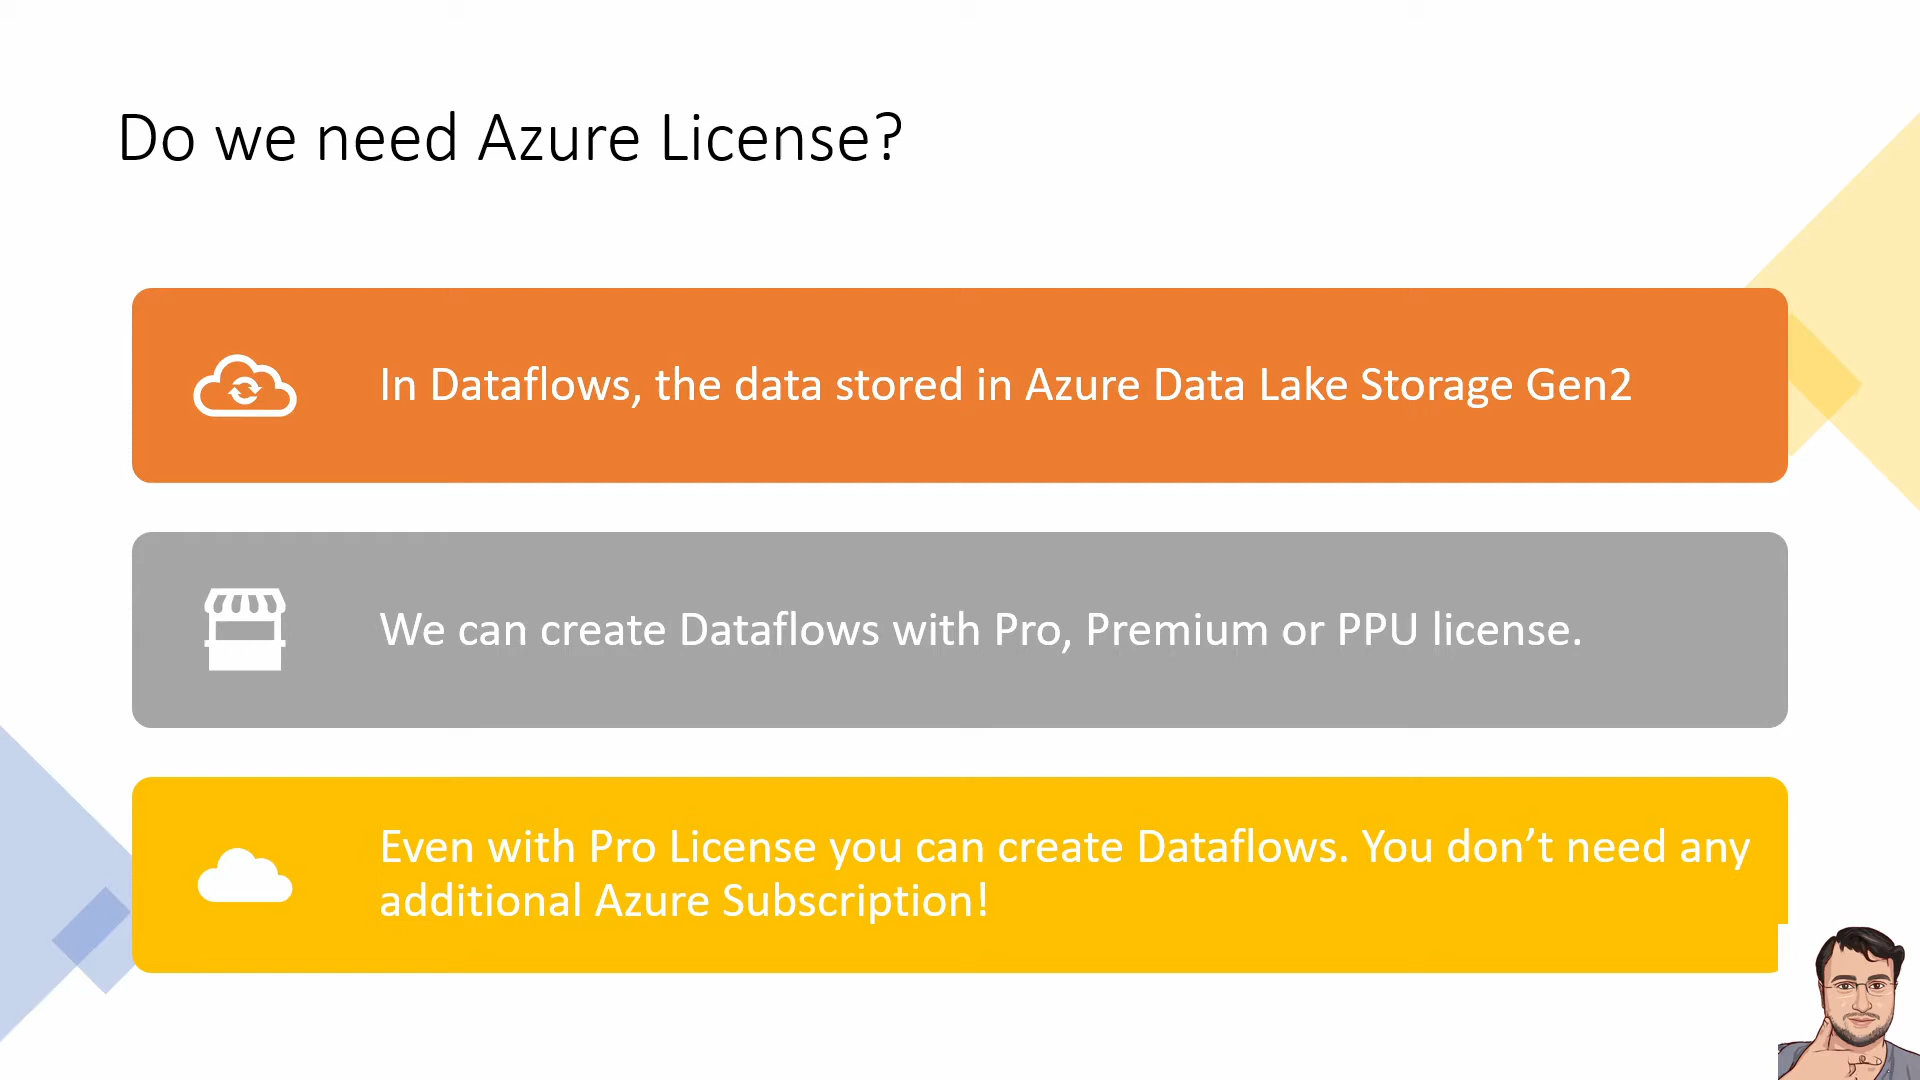 Do we need Azure License?
In Dataflows, the data stored in Azure Data Lake Storage Gen2
We can create Dataflows with Pro, Premium or PPU license.
Even with Pro License you can create Dataflows. You don’t need any
additional Azure Subscription!